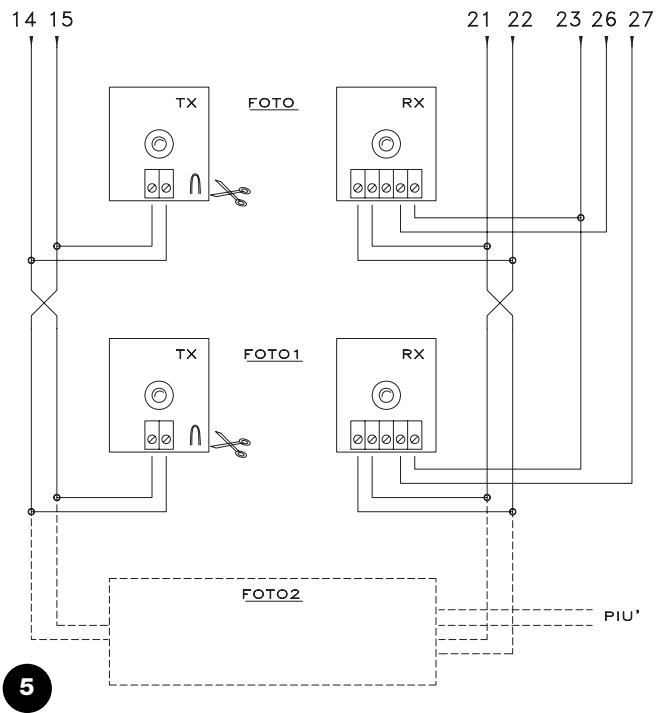 14 15 21 22 23 26 27
TX FOTO RX
TX FOTO1 RX
FOTO2
PIU'
5